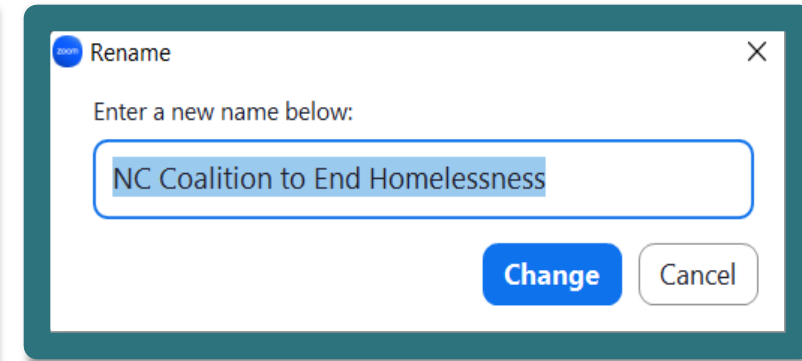 zoom
Rename
Enter a new name below:
NC Coalition to End Homelessness
Change
Cancel